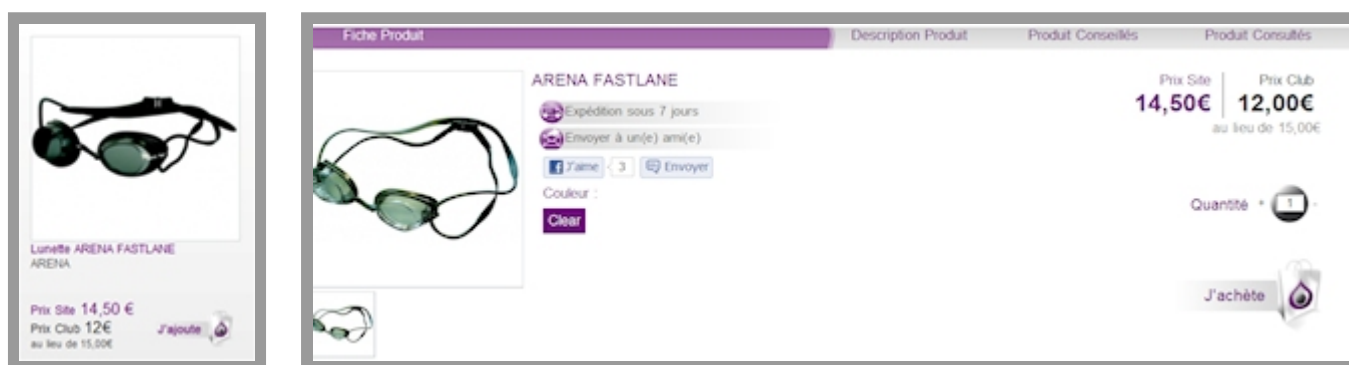 Lunette ARENA FASTLANE
ARENA
Prix Site 14,50 €
Prix Club 12€
au lieu de 15,00€
J'ajoute
Fiche Produit
Description Produit
Produit Conseillés
Produit Consultés
ARENA FASTLANE
Expédition sous 7 jours
Envoyer à un(e) ami(e)
J'aime 3 Envoyer
Couleur :
Clear
Prix Site Prix Club
14,50€ 12,00€
au lieu de 15,00€
Quantité + 1 -
J'achète